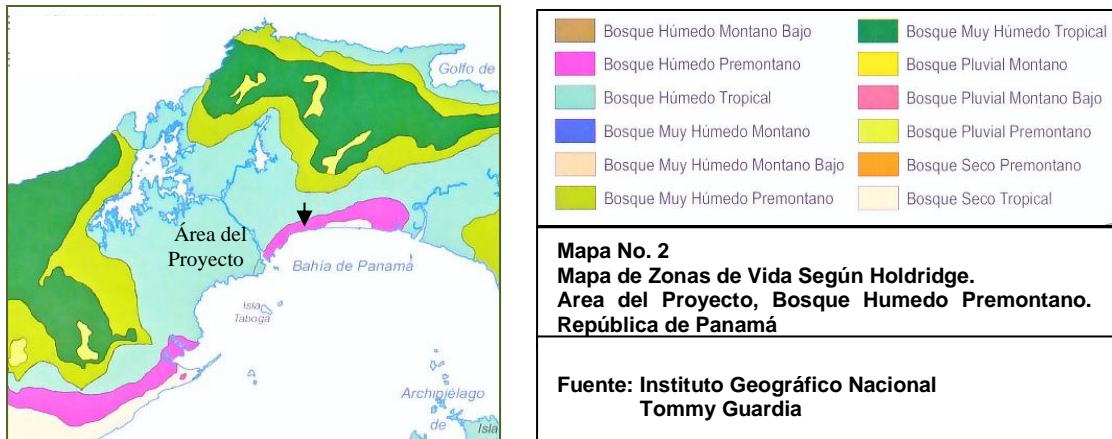 Golfo de
Área del
Proyecto
Bahía de Panamá
Isla
Taboga
Archipiélago
de
Isla
Bosque Húmedo Montano Bajo
Bosque Húmedo Premontano
Bosque Húmedo Tropical
Bosque Muy Húmedo Montano
Bosque Muy Húmedo Montano Bajo
Bosque Muy Húmedo Premontano
Bosque Muy Húmedo Tropical
Bosque Pluvial Montano
Bosque Pluvial Montano Bajo
Bosque Pluvial Premontano
Bosque Seco Premontano
Bosque Seco Tropical
Mapa No. 2
Mapa de Zonas de Vida Según Holdridge.
Area del Proyecto, Bosque Humedo Premontano.
República de Panamá
Fuente: Instituto Geográfico Nacional
Tommy Guardia